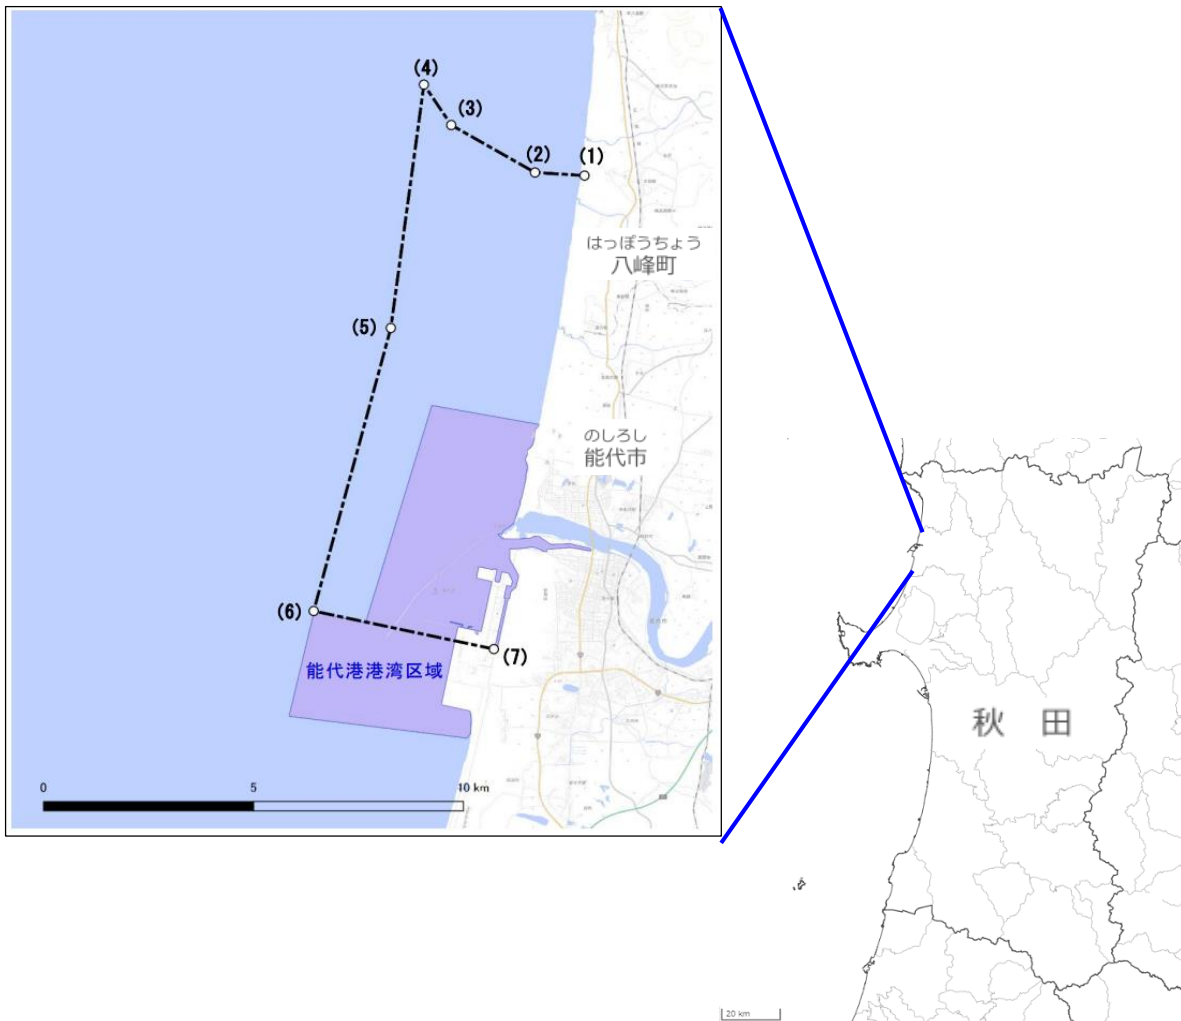 (4)
(3)
(2)
(1)
はっぽうちょう
八峰町
(5)
のしろし
能代市
(6)
(7)
能代港港湾区域
0
5
10 km
秋 田
20 km